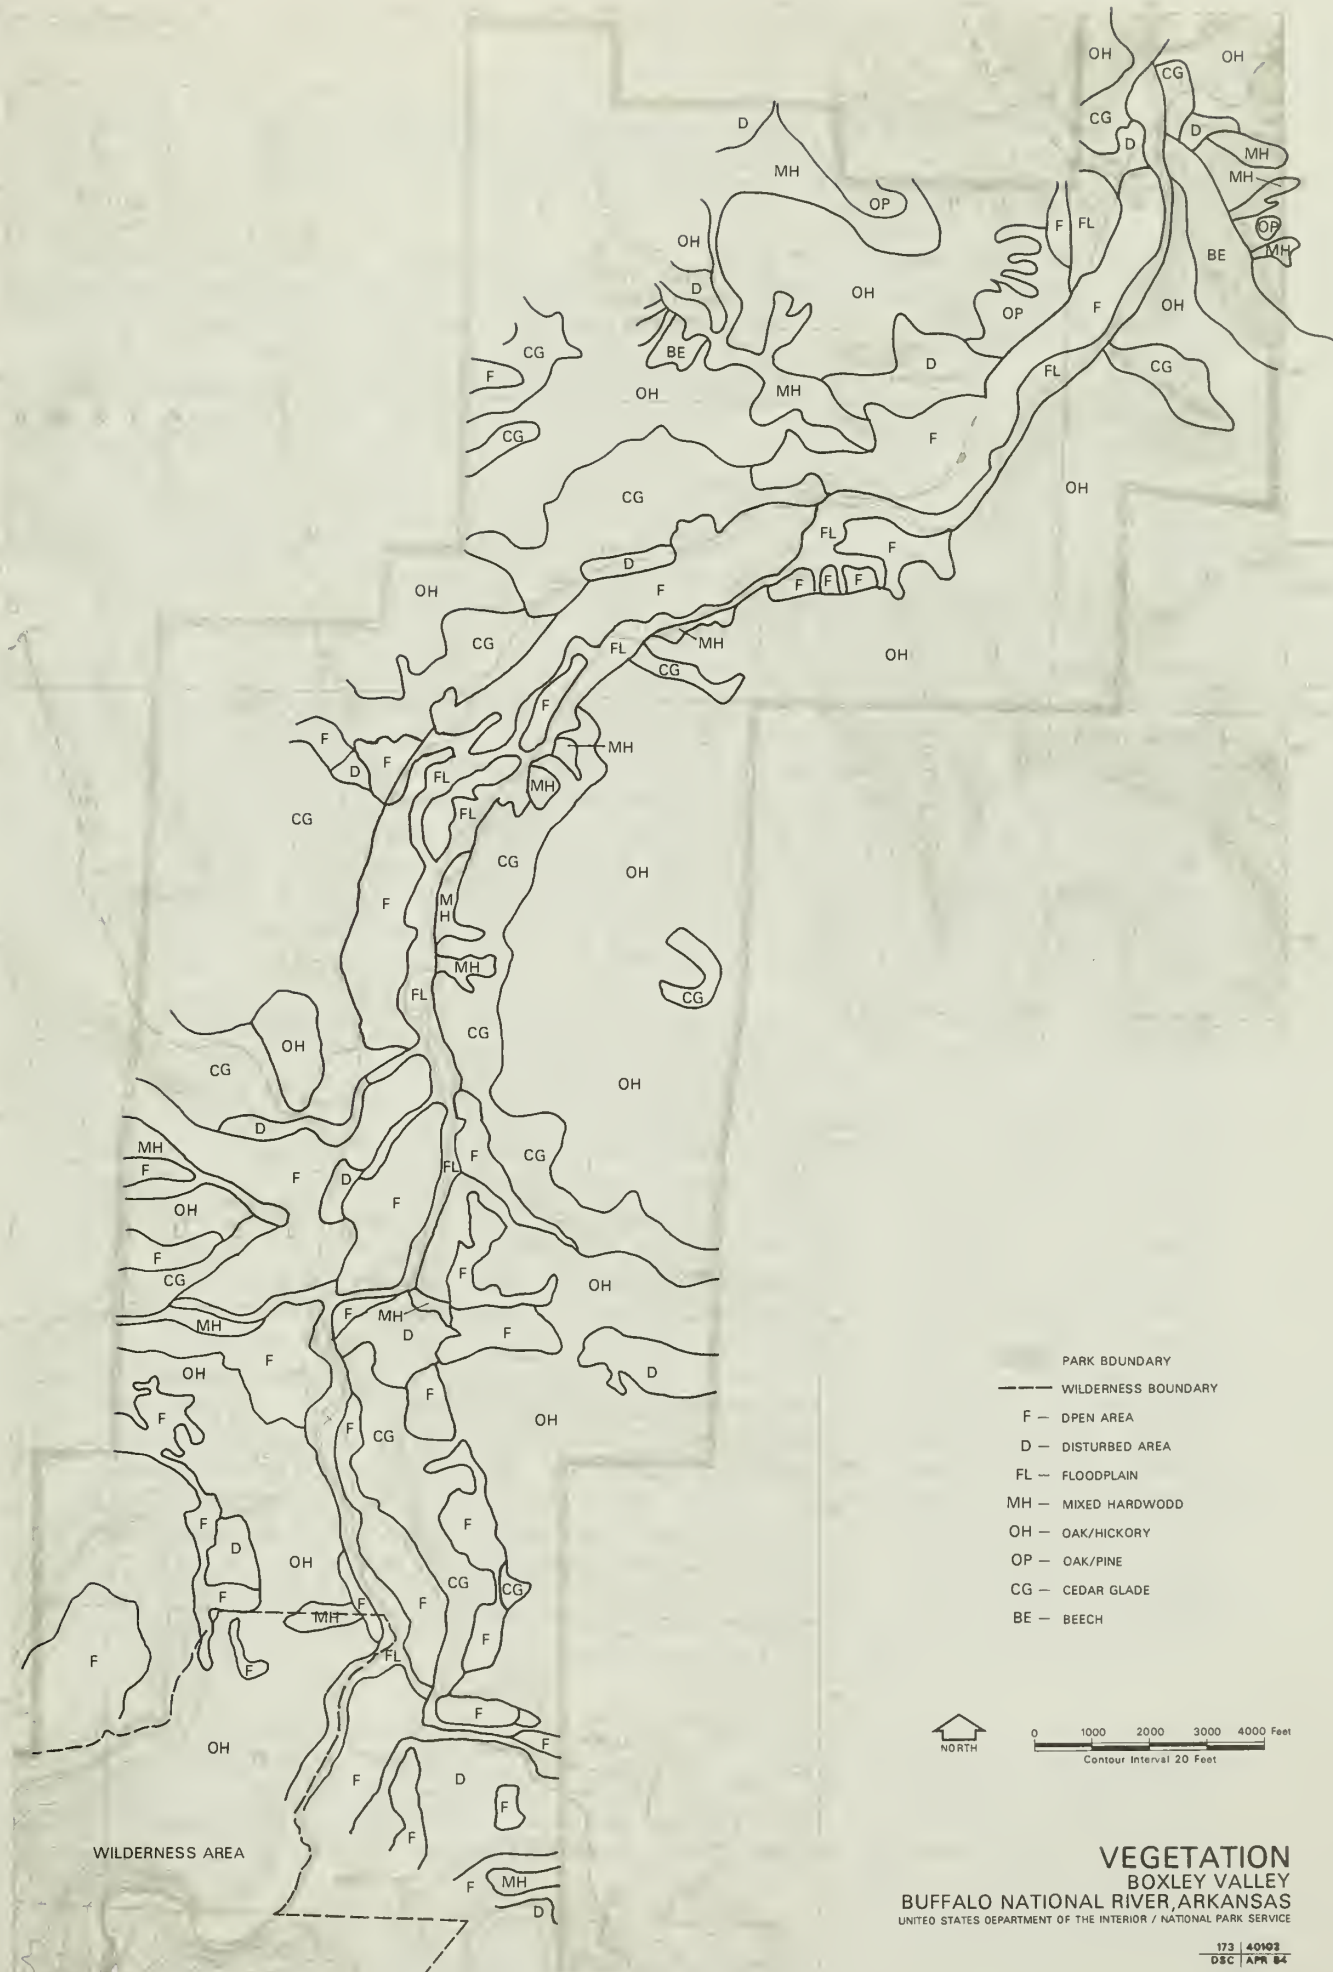 OH
OH
CG
CG
D
D
D
MH
MH
MH
OP
OP
F
FL
OH
BE
MH
D
OH
OP
F
OH
CG
BE
D
FL
CG
F
OH
MH
CG
F
CG
OH
FL
F
D
F
F
F
F
OH
CG
FL
MH
OH
CG
F
F
MH
D
F
FL
MH
CG
FL
CG
OH
F
M
H
MH
FL
CG
CG
OH
CG
OH
D
MH
F
F
D
FL
F
CG
OH
F
F
CG
F
OH
MH
F
MH
D
F
F
OH
D
F
F
F
CG
OH
F
F
D
OH
CG
CG
F
MH
F
F
F
F
F
FL
F
F
OH
F
D
F
F
WILDERNESS AREA
F
MH
D
PARK BOUNDARY
WILDERNESS BOUNDARY
F — OPEN AREA
D — DISTURBED AREA
FL — FLOODPLAIN
MH — MIXED HARDWODD
OH — OAK/HICKORY
OP — OAK/PINE
CG — CEDAR GLADE
BE — BEECH
NORTH
0 1000 2000 3000 4000 Feet
Contour Interval 20 Feet
VEGETATION
BOXLEY VALLEY
BUFFALO NATIONAL RIVER, ARKANSAS
UNITED STATES DEPARTMENT OF THE INTERIOR / NATIONAL PARK SERVICE
173 | 40102
DSC | APR 84